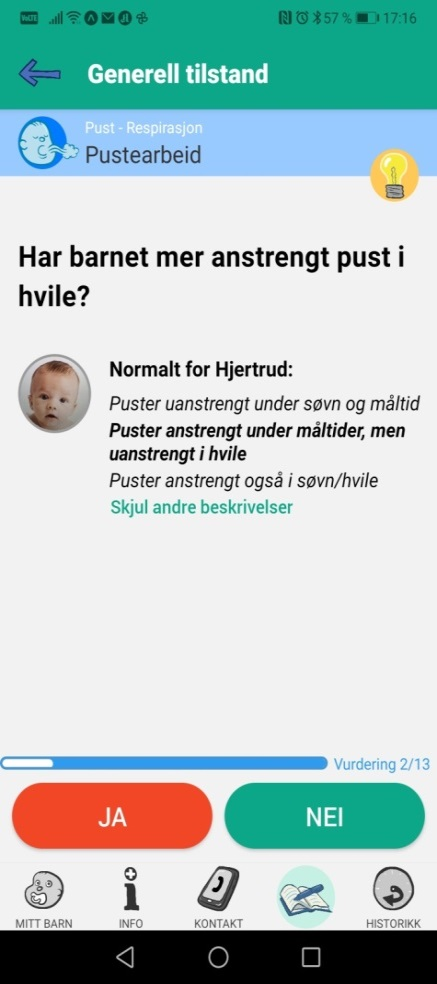 57 % 17:16
Generell tilstand
Pust - Respirasjon
Pustearbeid
Har barnet mer anstrengt pust i
hvile?
Normalt for Hjertrud:
Puster uanstrengt under søvn og måltid
Puster anstrengt under måltider, men
uanstrengt i hvile
Puster anstrengt også i søvn/hvile
Skjul andre beskrivelser
Vurdering 2/13
JA NEI
MITT BARN INFO KONTAKT HISTORIKK